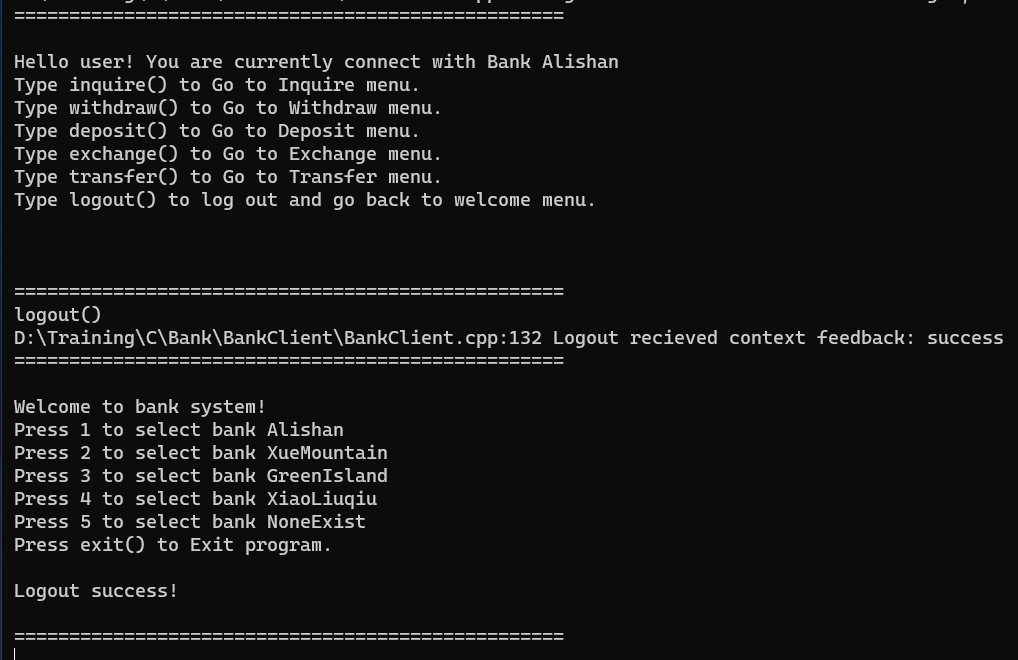 ==================================================
Hello user! You are currently connect with Bank Alishan
Type inquire() to Go to Inquire menu.
Type withdraw() to Go to Withdraw menu.
Type deposit() to Go to Deposit menu.
Type exchange() to Go to Exchange menu.
Type transfer() to Go to Transfer menu.
Type logout() to log out and go back to welcome menu.
==================================================
logout()
D:\Training\C\Bank\BankClient\BankClient.cpp:132 Logout recieved context feedback: success
==================================================
Welcome to bank system!
Press 1 to select bank Alishan
Press 2 to select bank XueMountain
Press 3 to select bank GreenIsland
Press 4 to select bank XiaoLiuqiu
Press 5 to select bank NoneExist
Press exit() to Exit program.
Logout success!
==================================================